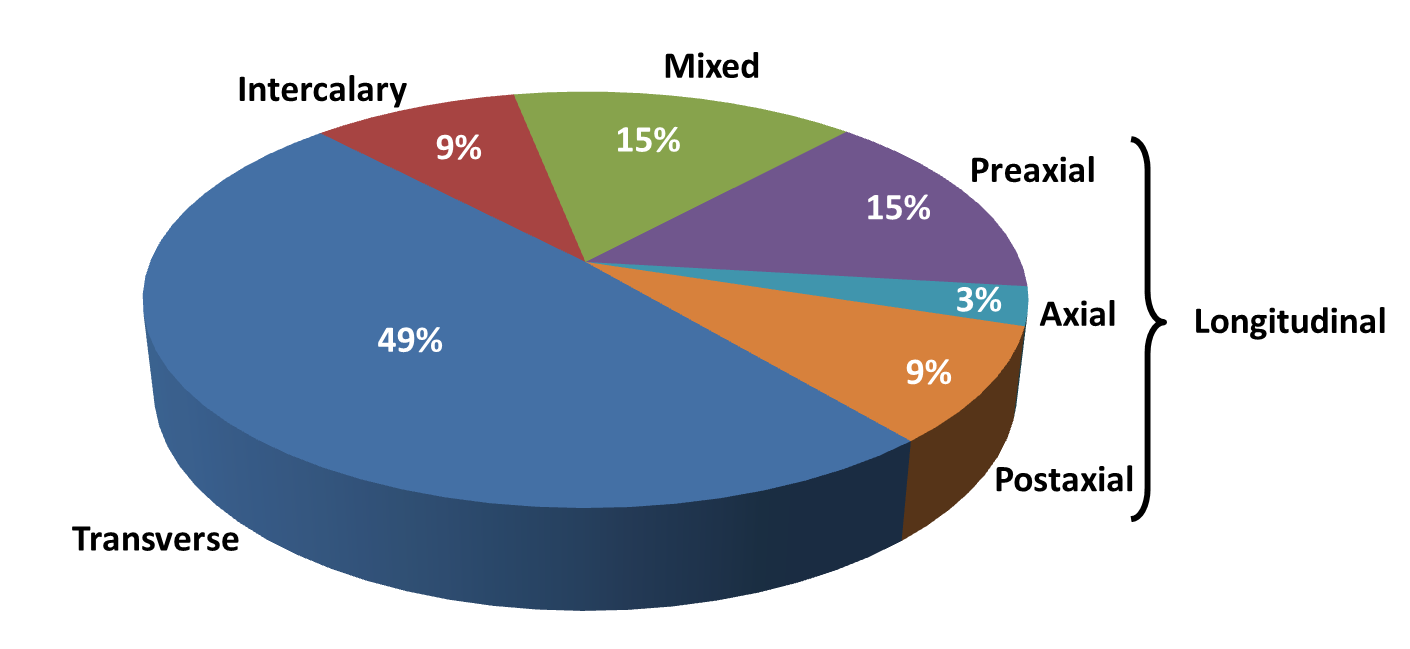 Mixed
Intercalary
15%
9%
Preaxial
15%
3%
Axial
Longitudinal
49%
9%
Postaxial
Transverse